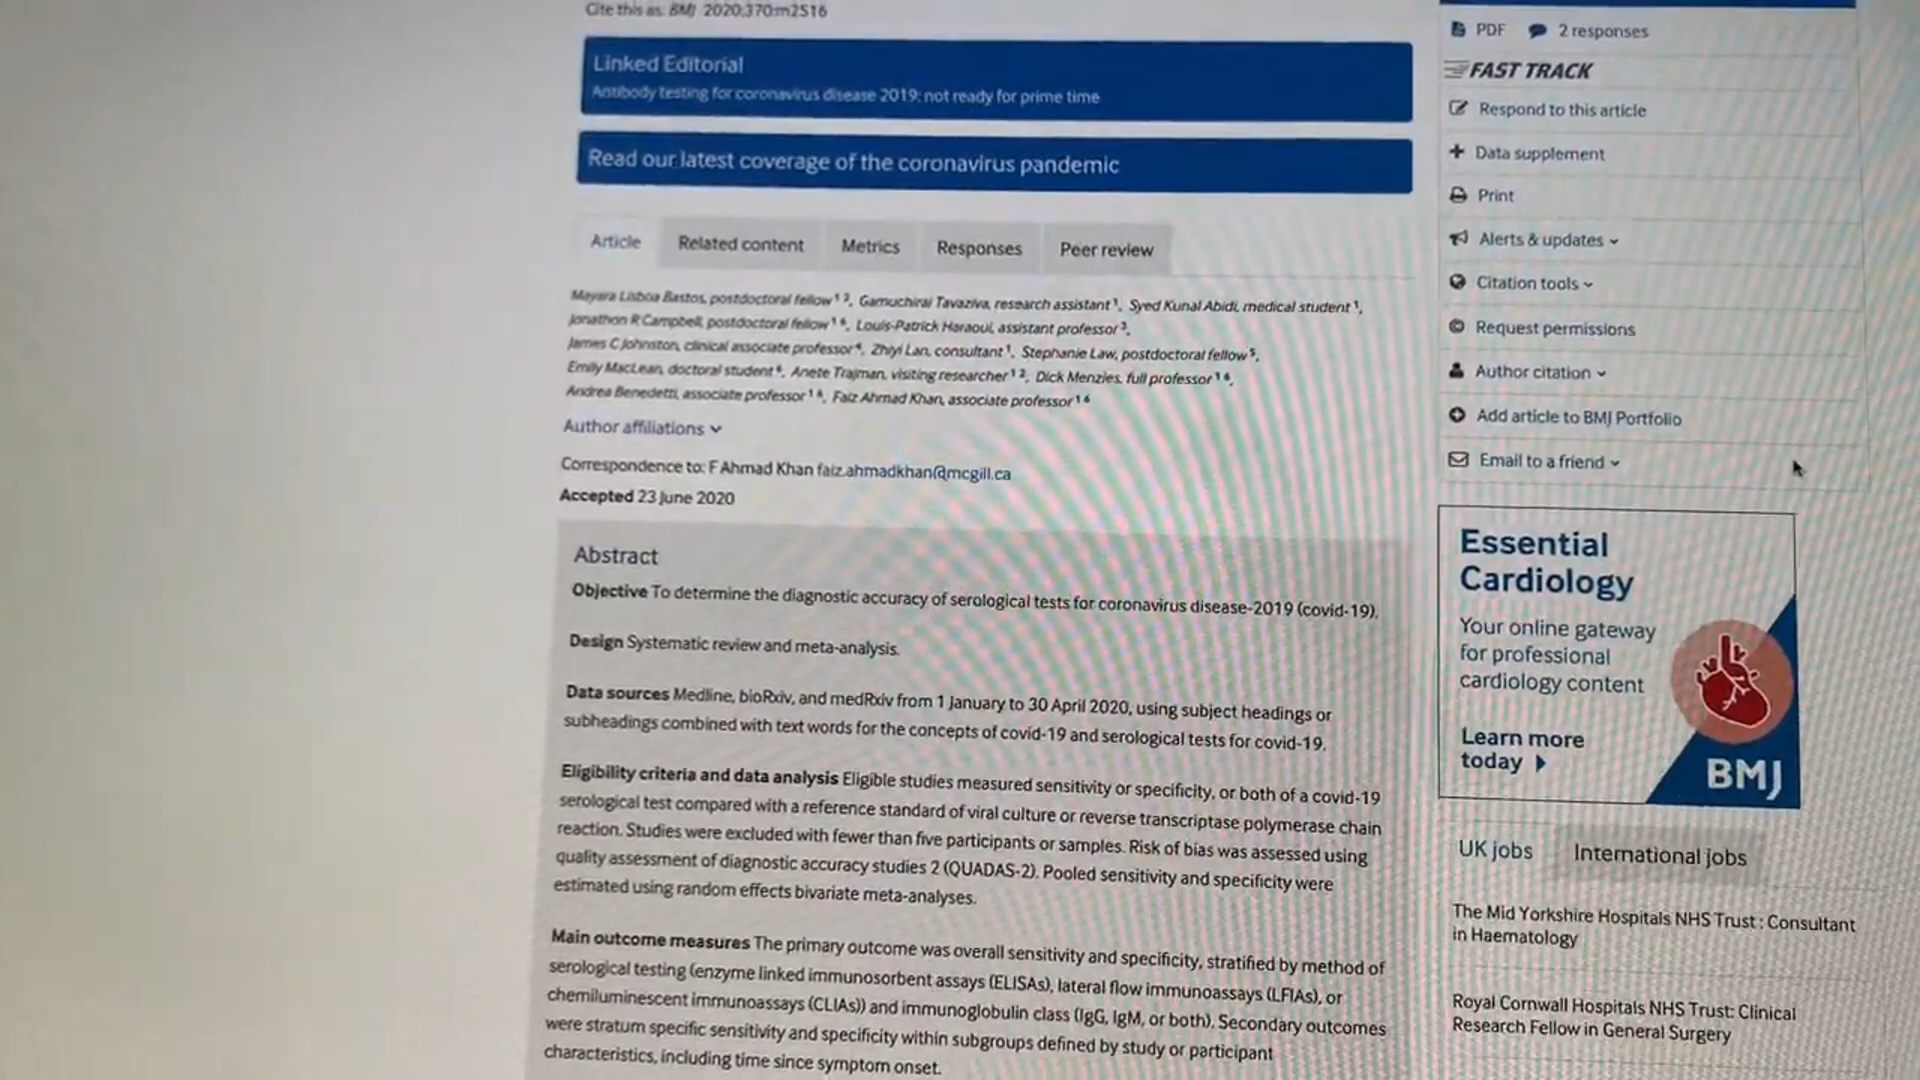 Cite this as: BMJ 2020;370:m2516
Linked Editorial
Antibody testing for coronavirus disease 2019: not ready for prime time
Read our latest coverage of the coronavirus pandemic
Article Related content Metrics Responses Peer review
Mayara Lisboa Bastos, postdoctoral fellow 1 2, Gamuchirai Tavaziva, research assistant 1, Syed Kunal Abidi, medical student 1,
Jonathon R Campbell, postdoctoral fellow 1 6, Louis-Patrick Haraoui, assistant professor 3,
James C Johnston, clinical associate professor 4, Zhiyi Lan, consultant 1, Stephanie Law, postdoctoral fellow 5,
Emily MacLean, doctoral student 6, Anete Trajman, visiting researcher 1 2, Dick Menzies, full professor 1 6,
Andrea Benedetti, associate professor 1 6, Faiz Ahmad Khan, associate professor 1 6
Author affiliations
Correspondence to: F Ahmad Khan faiz.ahmadkhan@mcgill.ca
Accepted 23 June 2020
Abstract
Objective To determine the diagnostic accuracy of serological tests for coronavirus disease-2019 (covid-19).
Design Systematic review and meta-analysis.
Data sources Medline, bioRxiv, and medRxiv from 1 January to 30 April 2020, using subject headings or
subheadings combined with text words for the concepts of covid-19 and serological tests for covid-19.
Eligibility criteria and data analysis Eligible studies measured sensitivity or specificity, or both of a covid-19
serological test compared with a reference standard of viral culture or reverse transcriptase polymerase chain
reaction. Studies were excluded with fewer than five participants or samples. Risk of bias was assessed using
quality assessment of diagnostic accuracy studies 2 (QUADAS-2). Pooled sensitivity and specificity were
estimated using random effects bivariate meta-analyses.
Main outcome measures The primary outcome was overall sensitivity and specificity, stratified by method of
serological testing (enzyme linked immunosorbent assays (ELISAs), lateral flow immunoassays (LFIAs), or
chemiluminescent immunoassays (CLIAs)) and immunoglobulin class (IgG, IgM, or both). Secondary outcomes
were stratum specific sensitivity and specificity within subgroups defined by study or participant
characteristics, including time since symptom onset.
PDF 2 responses
FAST TRACK
Respond to this article
Data supplement
Print
Alerts & updates
Citation tools
Request permissions
Author citation
Add article to BMJ Portfolio
Email to a friend
Essential
Cardiology
Your online gateway
for professional
cardiology content
Learn more
today
BMJ
UK jobs International jobs
The Mid Yorkshire Hospitals NHS Trust : Consultant
in Haematology
Royal Cornwall Hospitals NHS Trust: Clinical
Research Fellow in General Surgery